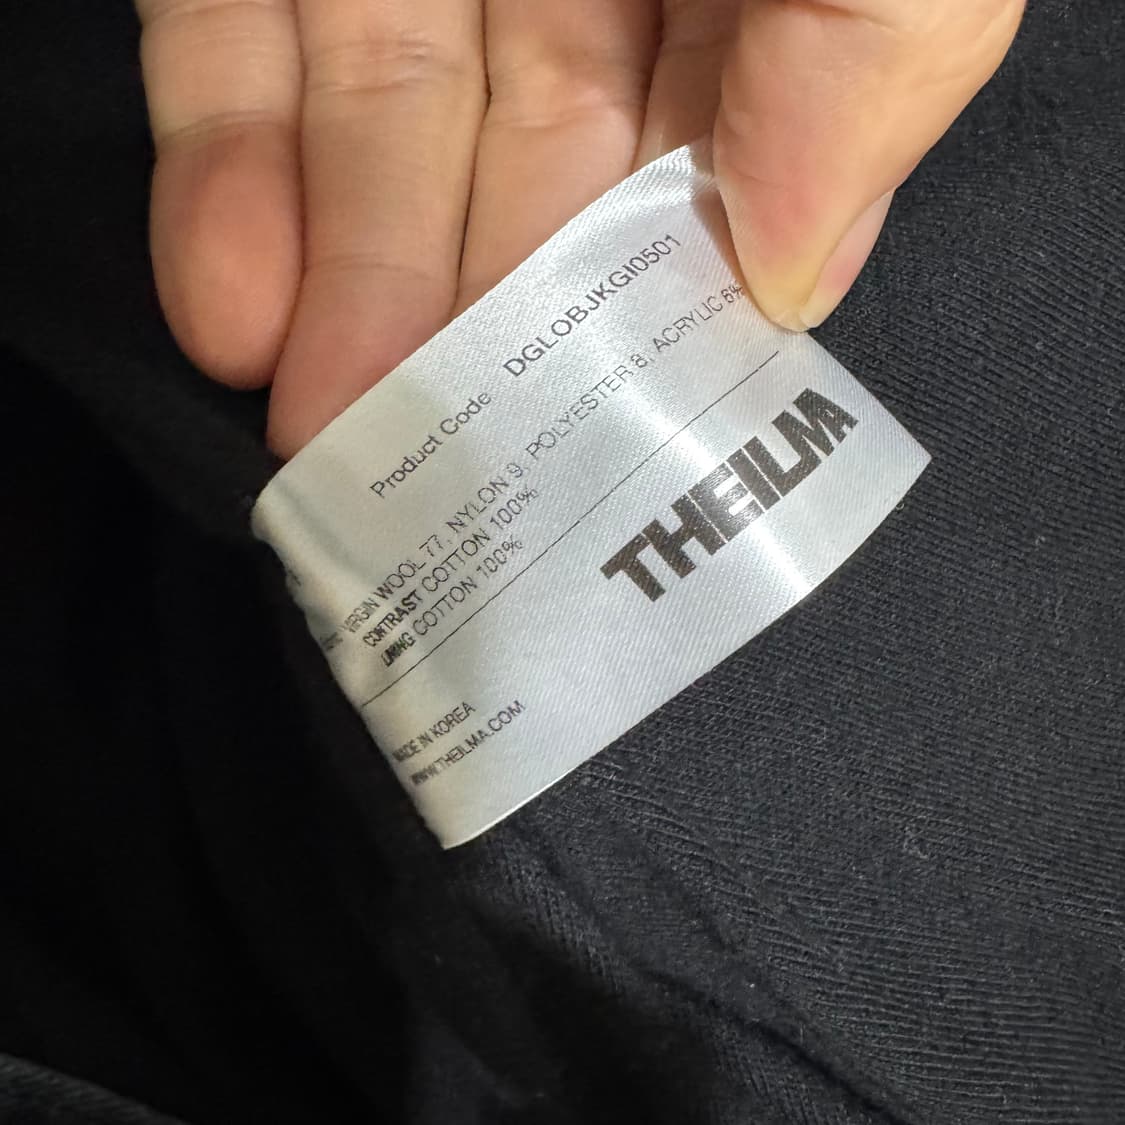 Product Code DGLOBJKGI0501
VIRGIN WOOL 77, NYLON 9, POLYESTER 8, ACRYLIC 6%
CONTRAST COTTON 100%
LINING COTTON 100%
MADE IN KOREA
WWW.THEILMA.COM
THEILMA